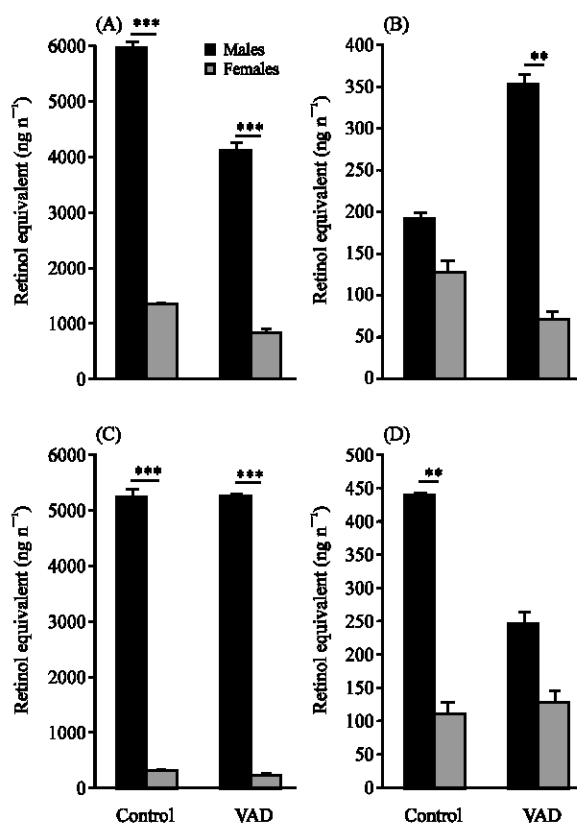 (A)
***
***
Males
Females
6000
5000
4000
3000
2000
1000
0
Retinol equivalent (ng n⁻¹)
(B)
**
400
350
300
250
200
150
100
50
0
Retinol equivalent (ng n⁻¹)
(C)
***
***
6000
5000
4000
3000
2000
1000
0
Retinol equivalent (ng n⁻¹)
Control
VAD
(D)
**
500
450
400
350
300
250
200
150
100
50
0
Retinol equivalent (ng n⁻¹)
Control
VAD